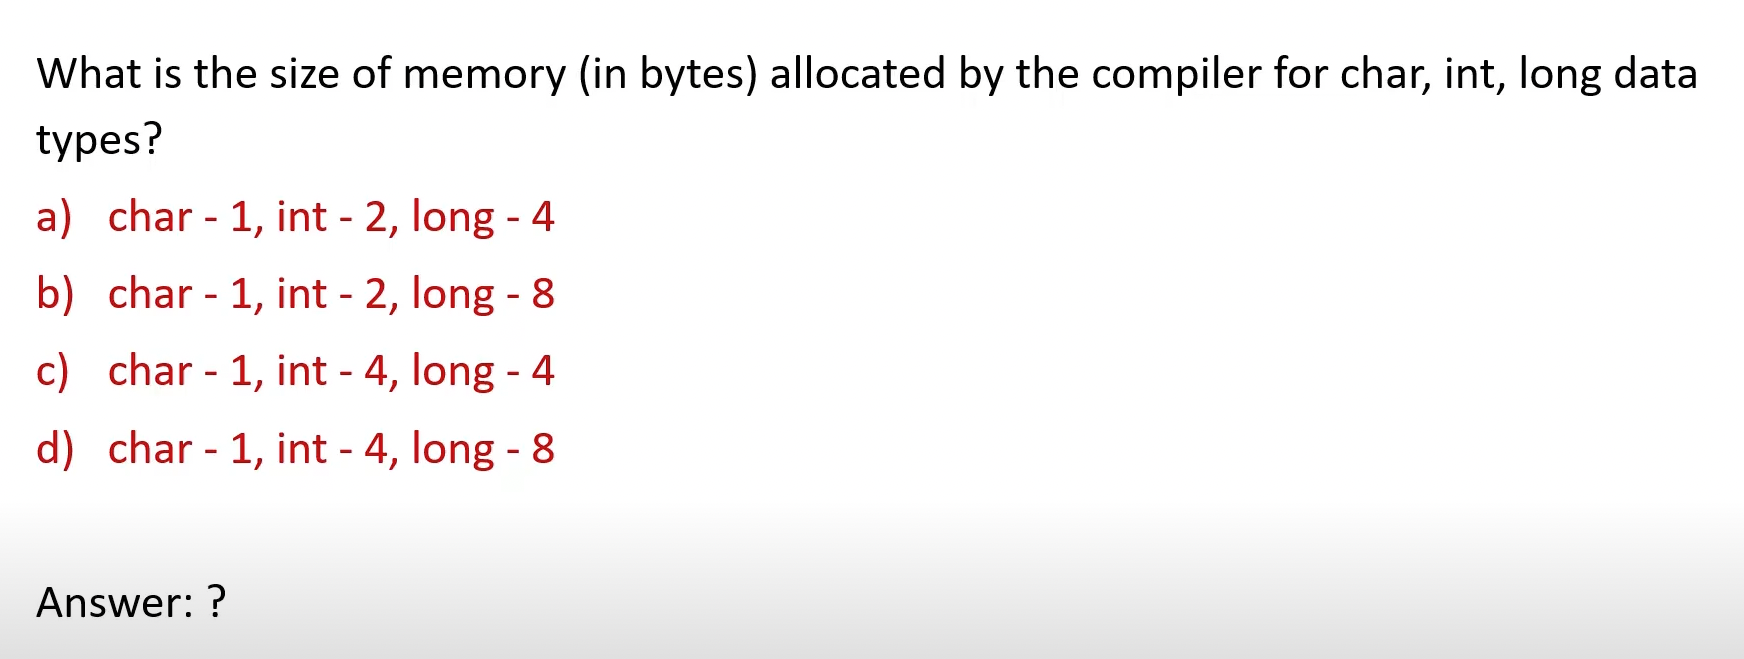 What is the size of memory (in bytes) allocated by the compiler for char, int, long data
types?
a) char - 1, int - 2, long - 4
b) char - 1, int - 2, long - 8
c) char - 1, int - 4, long - 4
d) char - 1, int - 4, long - 8
Answer: ?